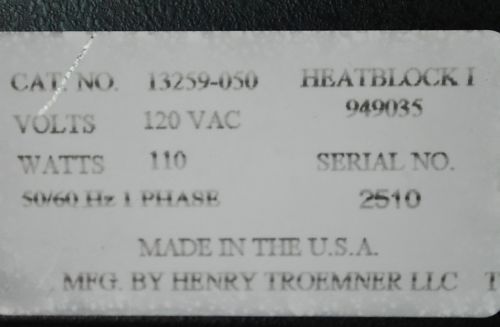 CAT. NO. 13259-050 HEATBLOCK I
949035
VOLTS 120 VAC
WATTS 110 SERIAL NO.
50/60 Hz 1 PHASE 2510
MADE IN THE U.S.A.
MFG. BY HENRY TROEMNER LLC T